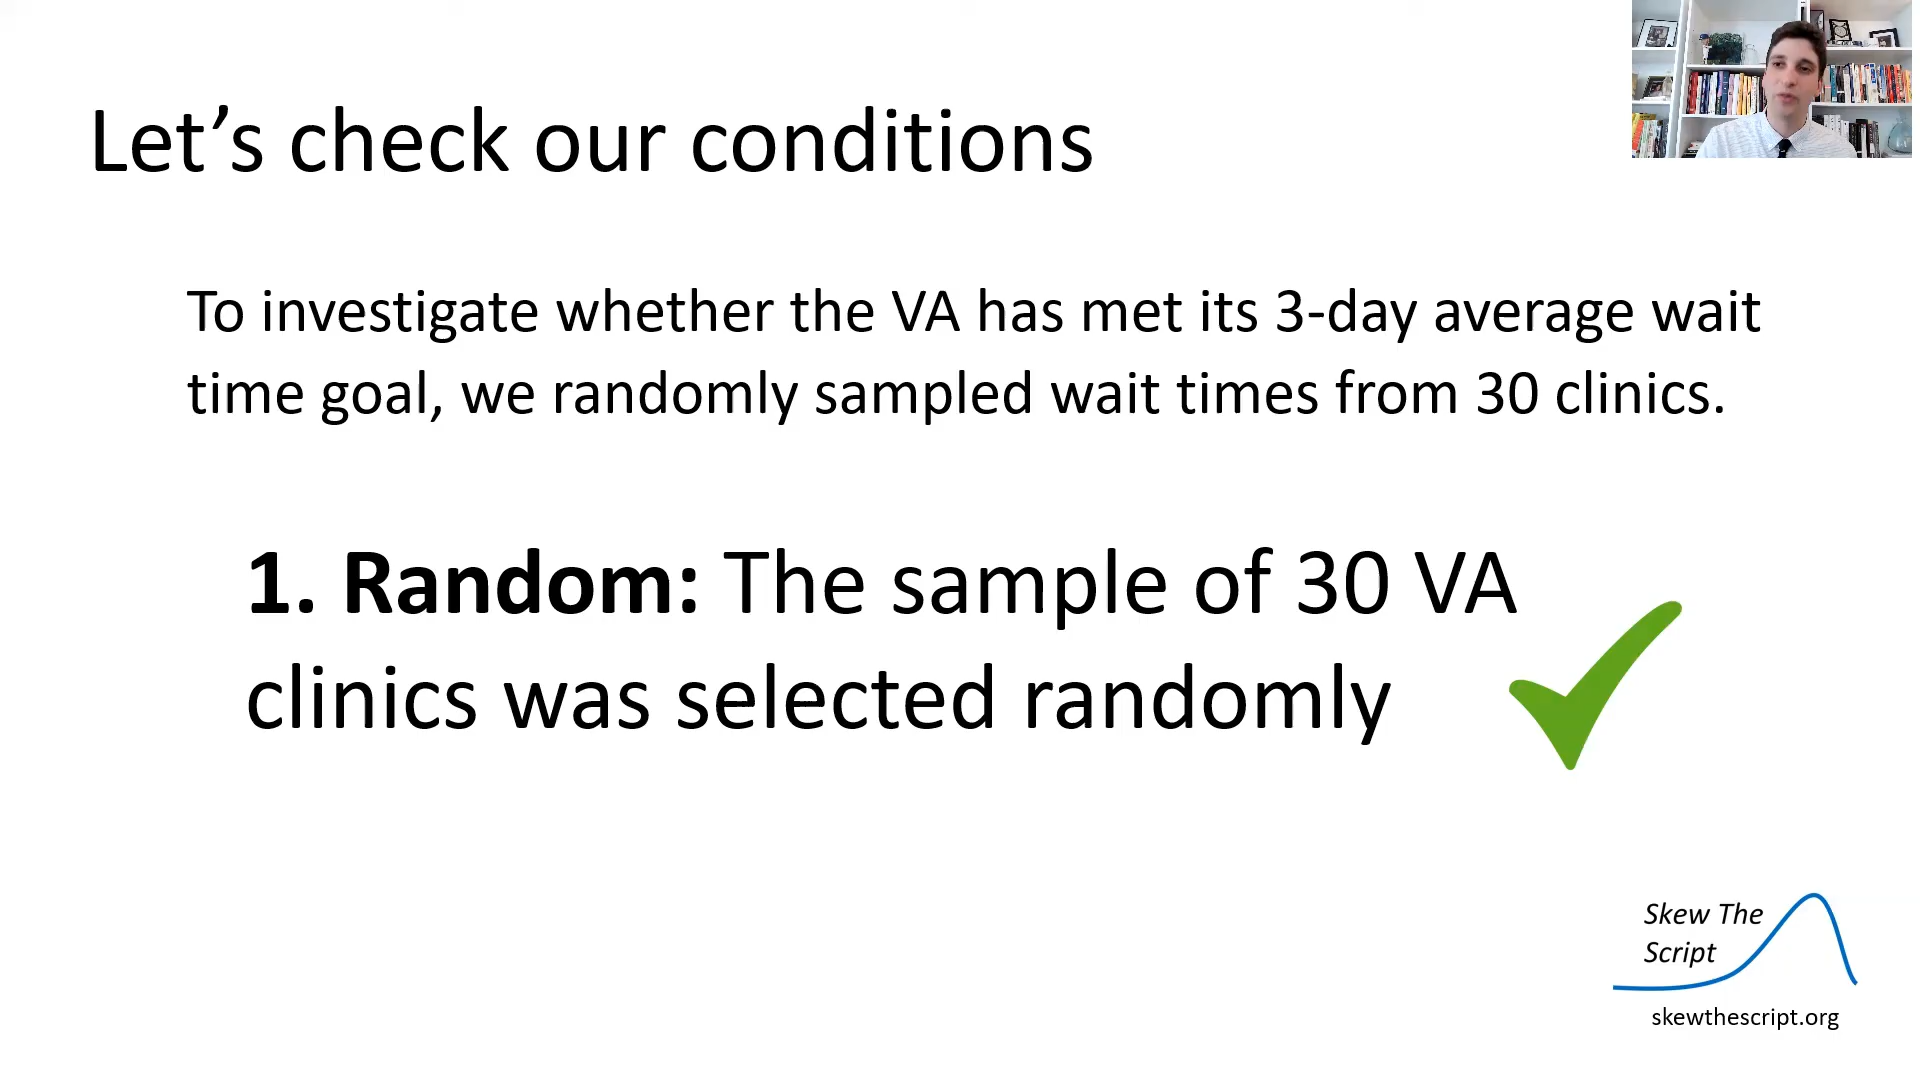 Let’s check our conditions
To investigate whether the VA has met its 3-day average wait
time goal, we randomly sampled wait times from 30 clinics.
1. Random: The sample of 30 VA
clinics was selected randomly
Skew The
Script
skewthescript.org